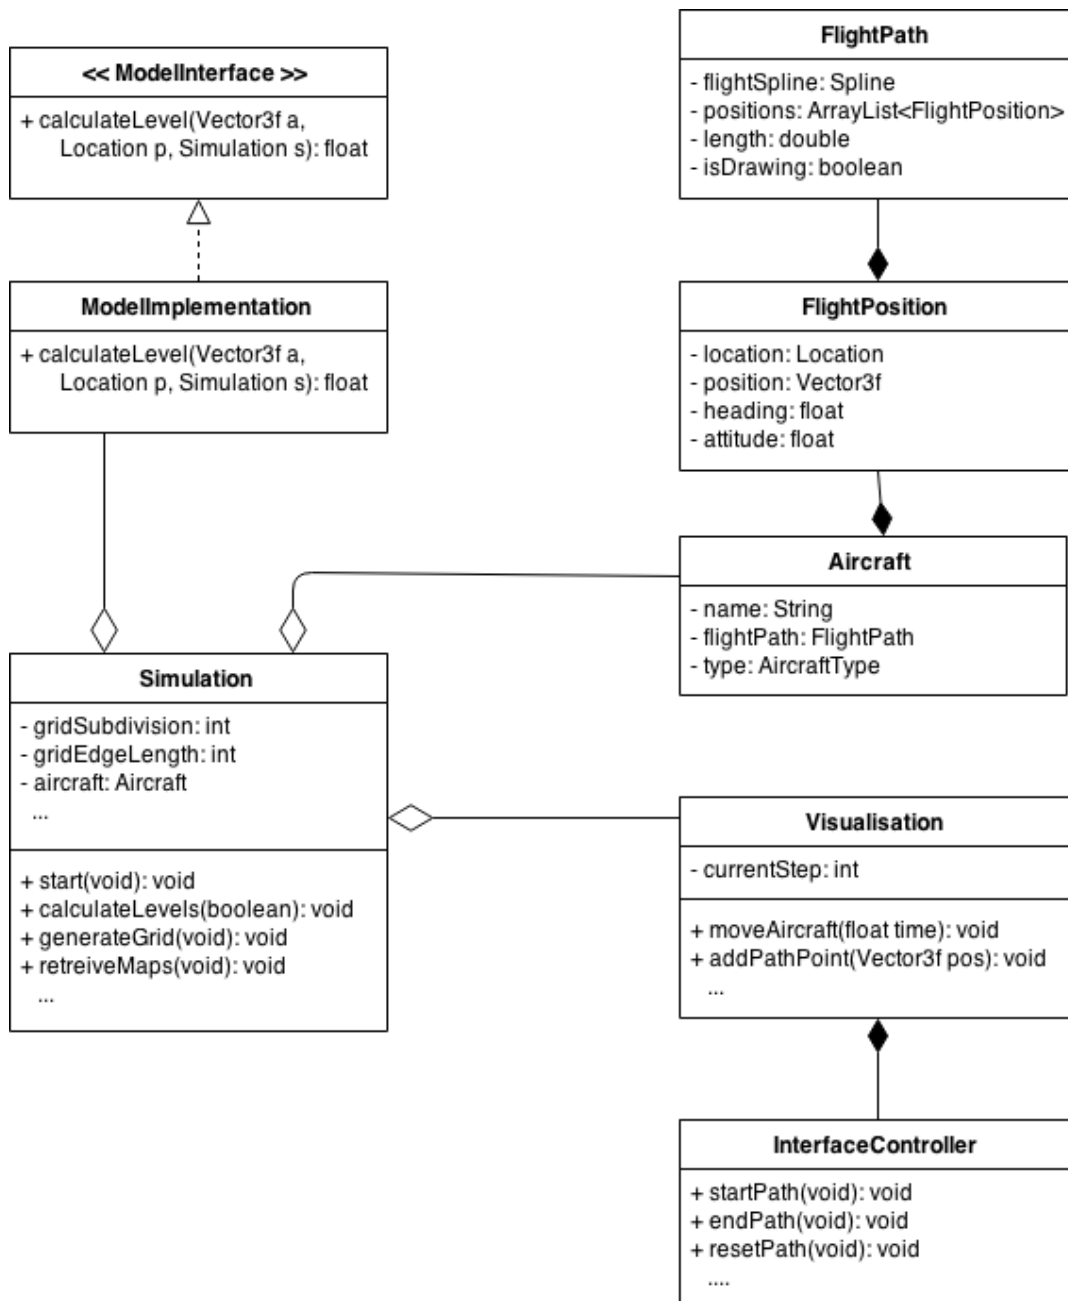 << ModelInterface >>
+ calculateLevel(Vector3f a,
Location p, Simulation s): float
ModelImplementation
+ calculateLevel(Vector3f a,
Location p, Simulation s): float
Simulation
- gridSubdivision: int
- gridEdgeLength: int
- aircraft: Aircraft
...
+ start(void): void
+ calculateLevels(boolean): void
+ generateGrid(void): void
+ retreiveMaps(void): void
...
FlightPath
- flightSpline: Spline
- positions: ArrayList<FlightPosition>
- length: double
- isDrawing: boolean
FlightPosition
- location: Location
- position: Vector3f
- heading: float
- attitude: float
Aircraft
- name: String
- flightPath: FlightPath
- type: AircraftType
Visualisation
- currentStep: int
+ moveAircraft(float time): void
+ addPathPoint(Vector3f pos): void
...
InterfaceController
+ startPath(void): void
+ endPath(void): void
+ resetPath(void): void
....